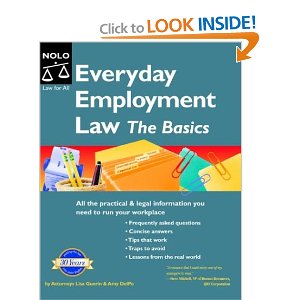 Click to LOOK INSIDE!
NOLO
Law for All
Everyday
Employment
Law The Basics
All the practical & legal information you
need to run your workplace
• Frequently asked questions
• Concise answers
• Tips that work
• Traps to avoid
• Lessons from the real world
30 Years
by Attorneys Lisa Guerin & Amy DelPo